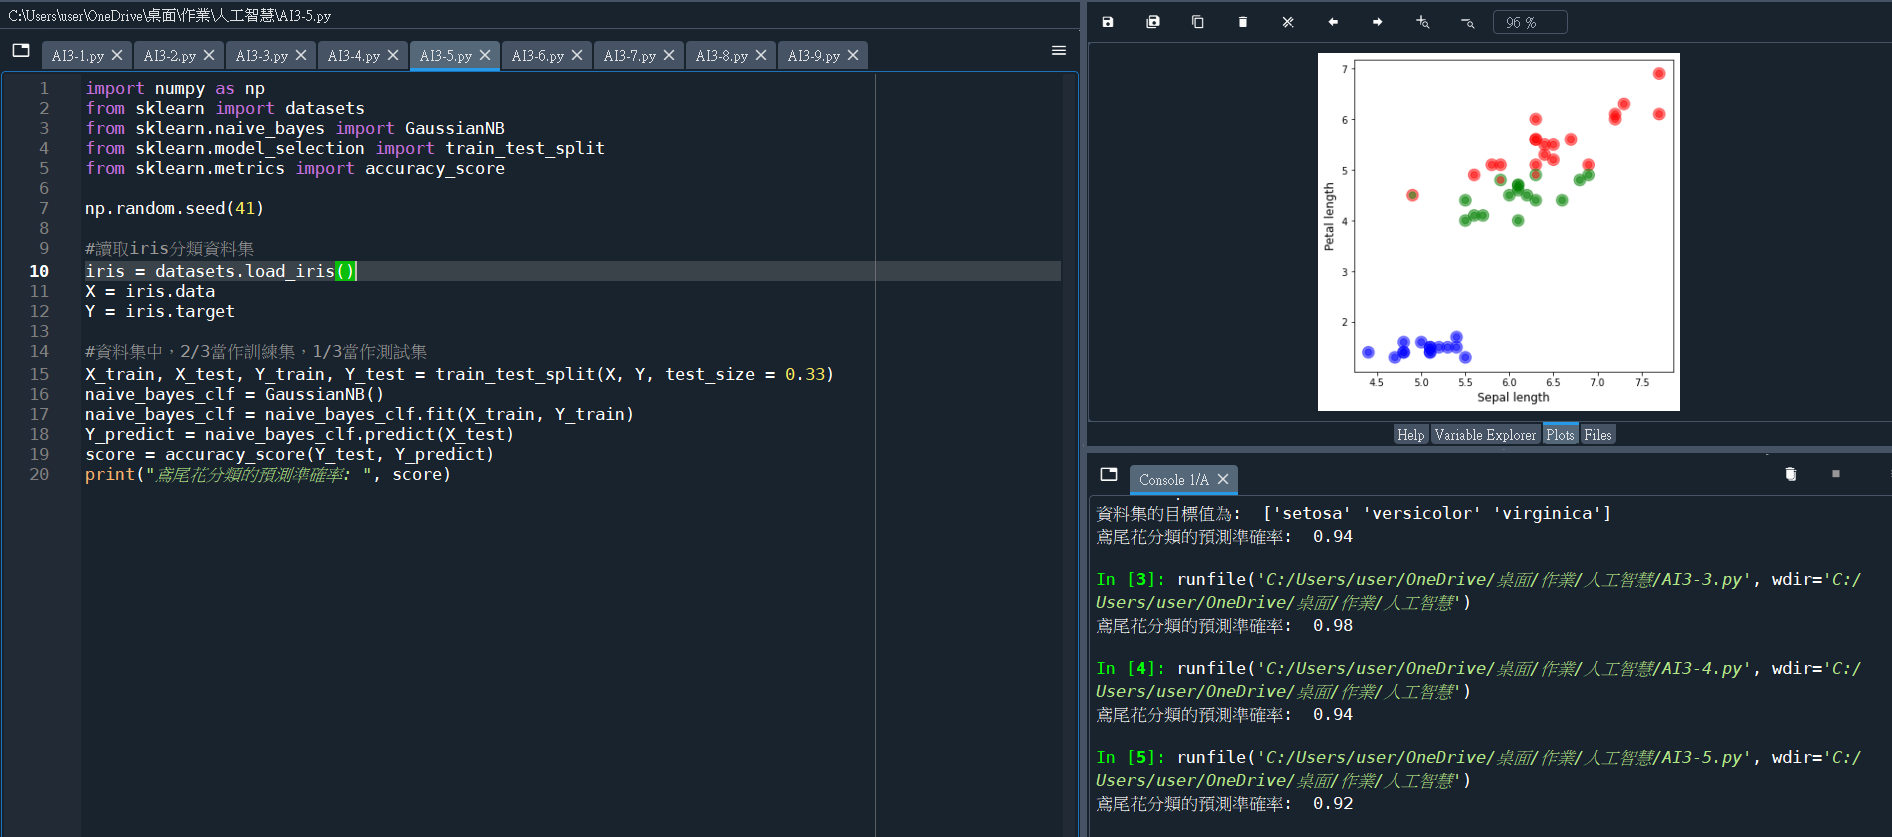 C:\Users\user\OneDrive\桌面\作業\人工智慧\AI3-5.py
AI3-1.py AI3-2.py AI3-3.py AI3-4.py AI3-5.py AI3-6.py AI3-7.py AI3-8.py AI3-9.py
1 import numpy as np
2 from sklearn import datasets
3 from sklearn.naive_bayes import GaussianNB
4 from sklearn.model_selection import train_test_split
5 from sklearn.metrics import accuracy_score
6
7 np.random.seed(41)
8
9 #讀取iris分類資料集
10 iris = datasets.load_iris()
11 X = iris.data
12 Y = iris.target
13
14 #資料集中，2/3當作訓練集，1/3當作測試集
15 X_train, X_test, Y_train, Y_test = train_test_split(X, Y, test_size = 0.33)
16 naive_bayes_clf = GaussianNB()
17 naive_bayes_clf = naive_bayes_clf.fit(X_train, Y_train)
18 Y_predict = naive_bayes_clf.predict(X_test)
19 score = accuracy_score(Y_test, Y_predict)
20 print("鳶尾花分類的預測準確率: ", score)
96 %
7
6
5
4
3
2
Petal length
4.5 5.0 5.5 6.0 6.5 7.0 7.5
Sepal length
Help Variable Explorer Plots Files
Console 1/A
資料集的目標值為: ['setosa' 'versicolor' 'virginica']
鳶尾花分類的預測準確率: 0.94
In [3]: runfile('C:/Users/user/OneDrive/桌面/作業/人工智慧/AI3-3.py', wdir='C:/
Users/user/OneDrive/桌面/作業/人工智慧')
鳶尾花分類的預測準確率: 0.98
In [4]: runfile('C:/Users/user/OneDrive/桌面/作業/人工智慧/AI3-4.py', wdir='C:/
Users/user/OneDrive/桌面/作業/人工智慧')
鳶尾花分類的預測準確率: 0.94
In [5]: runfile('C:/Users/user/OneDrive/桌面/作業/人工智慧/AI3-5.py', wdir='C:/
Users/user/OneDrive/桌面/作業/人工智慧')
鳶尾花分類的預測準確率: 0.92